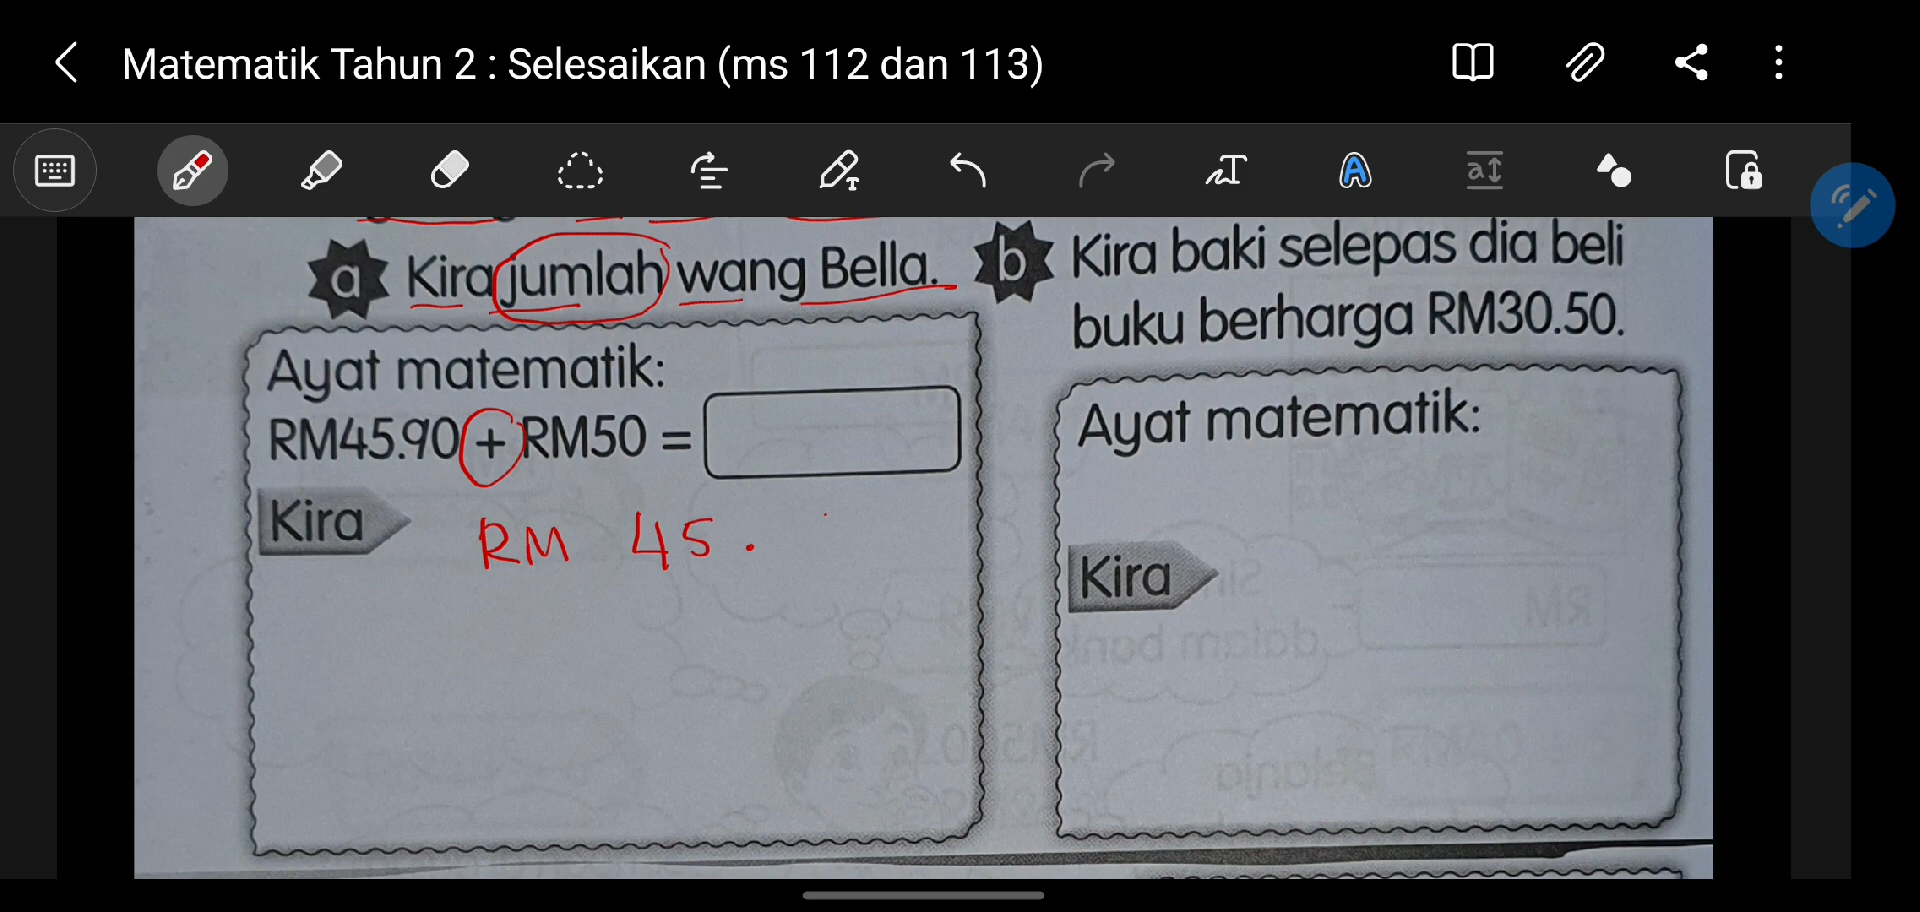 Matematik Tahun 2 : Selesaikan (ms 112 dan 113)
a Kira jumlah wang Bella.
Ayat matematik:
RM45.90 + RM50 =
Kira
RM 45.
b Kira baki selepas dia beli
buku berharga RM30.50.
Ayat matematik:
Kira